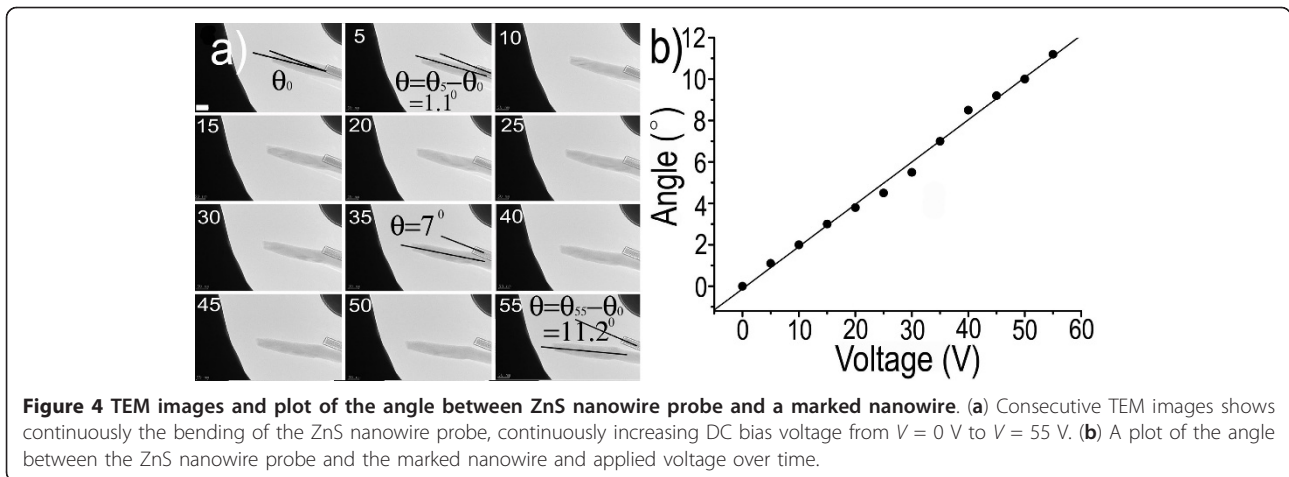 a)
θ0
5
θ=θ5−θ0
=1.1⁰
10
15
20
25
30
35
θ=7⁰
40
45
50
55
θ=θ55−θ0
=11.2⁰
b)
12
10
8
6
4
2
0
Angle (°)
0 10 20 30 40 50 60
Voltage (V)
Figure 4 TEM images and plot of the angle between ZnS nanowire probe and a marked nanowire. (a) Consecutive TEM images shows
continuously the bending of the ZnS nanowire probe, continuously increasing DC bias voltage from V = 0 V to V = 55 V. (b) A plot of the angle
between the ZnS nanowire probe and the marked nanowire and applied voltage over time.